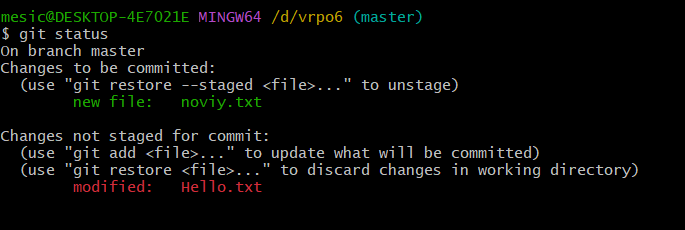 mesic@DESKTOP-4E7021E MINGW64 /d/vrpo6 (master)
$ git status
On branch master
Changes to be committed:
  (use "git restore --staged <file>..." to unstage)
        new file:   noviy.txt

Changes not staged for commit:
  (use "git add <file>..." to update what will be committed)
  (use "git restore <file>..." to discard changes in working directory)
        modified:   Hello.txt